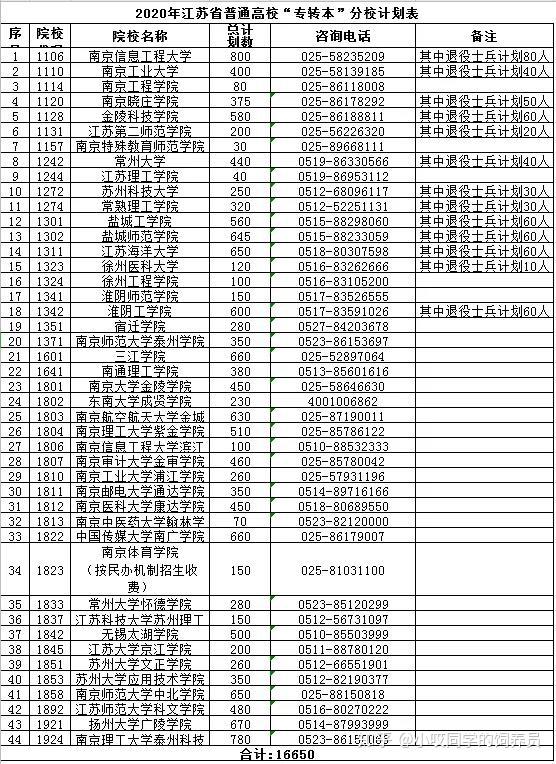 2020年江苏省普通高校“专转本”分校计划表
序号 院校代 院校名称 总计划数 咨询电话 备注
1 1106 南京信息工程大学 800 025-58235209 其中退役士兵计划80人
2 1110 南京工业大学 400 025-58139185 其中退役士兵计划40人
3 1114 南京工程学院 80 025-86118008
4 1120 南京晓庄学院 375 025-86178292 其中退役士兵计划50人
5 1128 金陵科技学院 580 025-86188811 其中退役士兵计划60人
6 1131 江苏第二师范学院 200 025-56226320 其中退役士兵计划20人
7 1157 南京特殊教育师范学院 30 025-89668111
8 1242 常州大学 440 0519-86330566 其中退役士兵计划40人
9 1244 江苏理工学院 40 0519-86953112
10 1272 苏州科技大学 250 0512-68096117 其中退役士兵计划30人
11 1274 常熟理工学院 320 0512-52251131 其中退役士兵计划30人
12 1301 盐城工学院 560 0515-88298060 其中退役士兵计划60人
13 1302 盐城师范学院 645 0515-88233059 其中退役士兵计划60人
14 1311 江苏海洋大学 650 0518-80307598 其中退役士兵计划60人
15 1323 徐州医科大学 120 0516-83262666 其中退役士兵计划10人
16 1324 徐州工程学院 100 0516-83105200
17 1341 淮阴师范学院 150 0517-83526555
18 1342 淮阴工学院 600 0517-83591026 其中退役士兵计划60人
19 1351 宿迁学院 280 0527-84203678
20 1371 南京师范大学泰州学院 350 0523-86153697
21 1601 三江学院 660 025-52897064
22 1641 南通理工学院 380 0513-85601616
23 1801 南京大学金陵学院 450 025-58646630
24 1802 东南大学成贤学院 230 4001006862
25 1803 南京航空航天大学金城 630 025-87190011
26 1804 南京理工大学紫金学院 510 025-85786122
27 1806 南京信息工程大学滨江 100 0510-88532333
28 1807 南京审计大学金审学院 460 025-85780042
29 1810 南京工业大学浦江学院 260 025-57931196
30 1811 南京邮电大学通达学院 350 0514-89716166
31 1812 南京医科大学康达学院 450 0518-80689550
32 1813 南京中医药大学翰林学 70 0523-82120000
33 1822 中国传媒大学南广学院 660 025-86179007
34 1823 南京体育学院（按民办机制招生收费） 150 025-81031100
35 1833 常州大学怀德学院 280 0523-85120299
36 1837 江苏科技大学苏州理工 150 0512-56731097
37 1842 无锡太湖学院 500 0510-85503999
38 1845 江苏大学京江学院 200 0511-88780120
39 1851 苏州大学文正学院 260 0512-66551901
40 1853 苏州大学应用技术学院 350 0512-82190377
41 1858 南京师范大学中北学院 650 025-88150818
42 1892 江苏师范大学科文学院 480 0516-80270222
43 1921 扬州大学广陵学院 670 0514-87993999
44 1924 南京理工大学泰州科技 780 0523-86155065
合计:16650
知乎 @小哎同学的饲养员